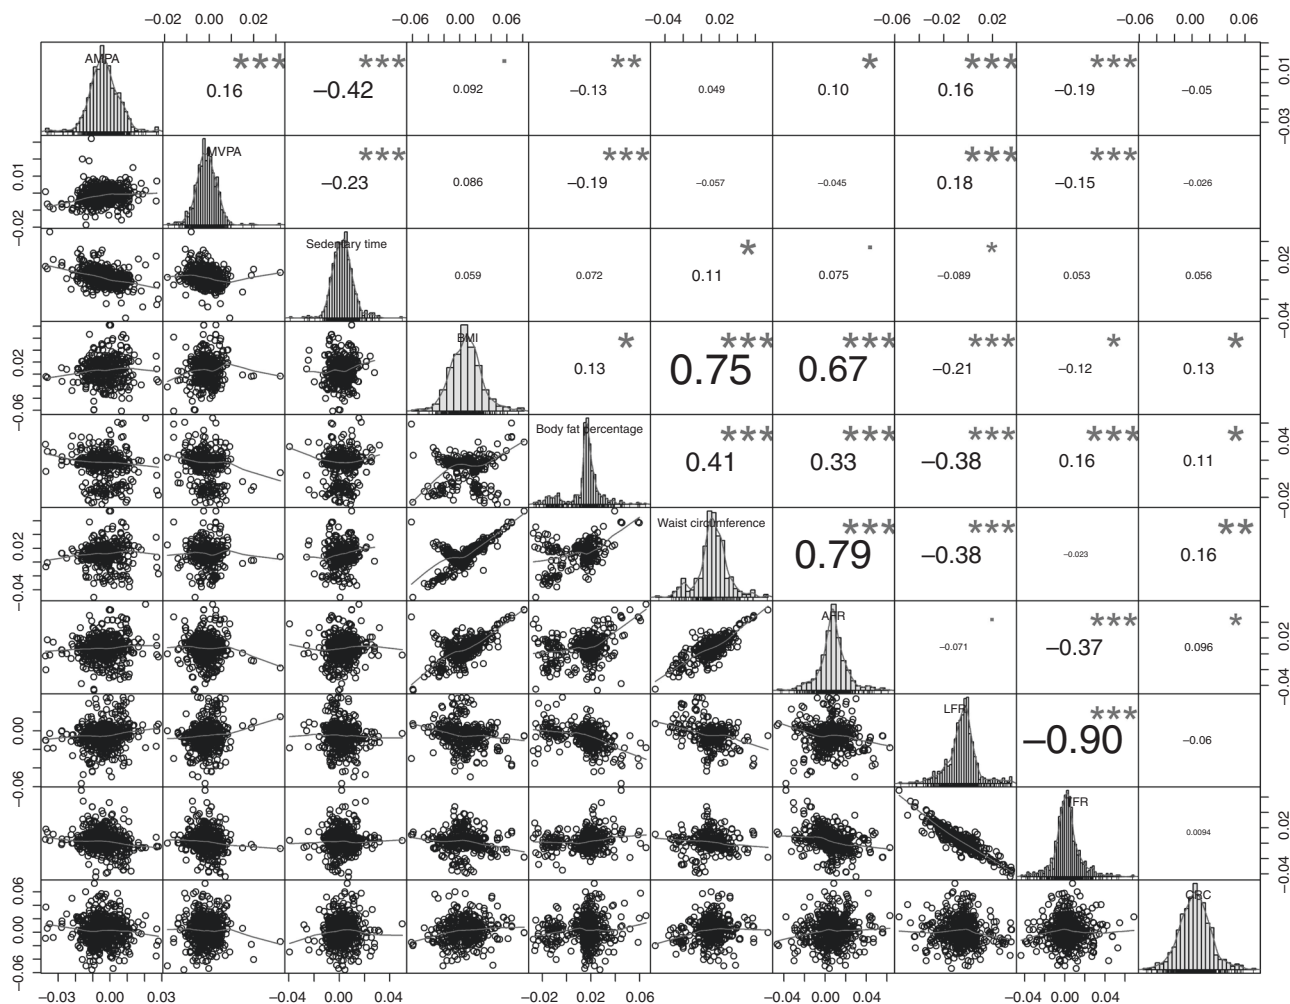 −0.02 0.00 0.02 −0.06 0.00 0.06 −0.04 0.02 −0.06 −0.02 0.02 −0.06 0.00 0.06
AMPA 0.16 *** −0.42 *** 0.092 −0.13 ** 0.049 0.10 * 0.16 *** −0.19 *** −0.05 −0.03 0.01
0.01 −0.02 MVPA −0.23 *** 0.086 −0.19 *** −0.057 −0.045 0.18 *** −0.15 *** −0.026
Sedentary time 0.059 0.072 0.11 * 0.075 −0.089 * 0.053 0.056 −0.04 0.02
0.02 −0.06 BMI 0.13 * 0.75 *** 0.67 *** −0.21 *** −0.12 * 0.13 *
Body fat percentage 0.41 *** 0.33 *** −0.38 *** 0.16 *** 0.11 * −0.02 0.04
0.02 −0.04 Waist circumference 0.79 *** −0.38 *** −0.023 0.16 **
−0.071 −0.37 *** 0.096 * −0.04 0.02
0.00 −0.06 LFR −0.90 *** −0.06
0.0094 −0.04 0.02
0.06 0.00 −0.06
−0.03 0.00 0.03 −0.04 0.00 0.04 −0.02 0.02 0.06 −0.04 0.00 0.04 −0.04 0.00 0.04